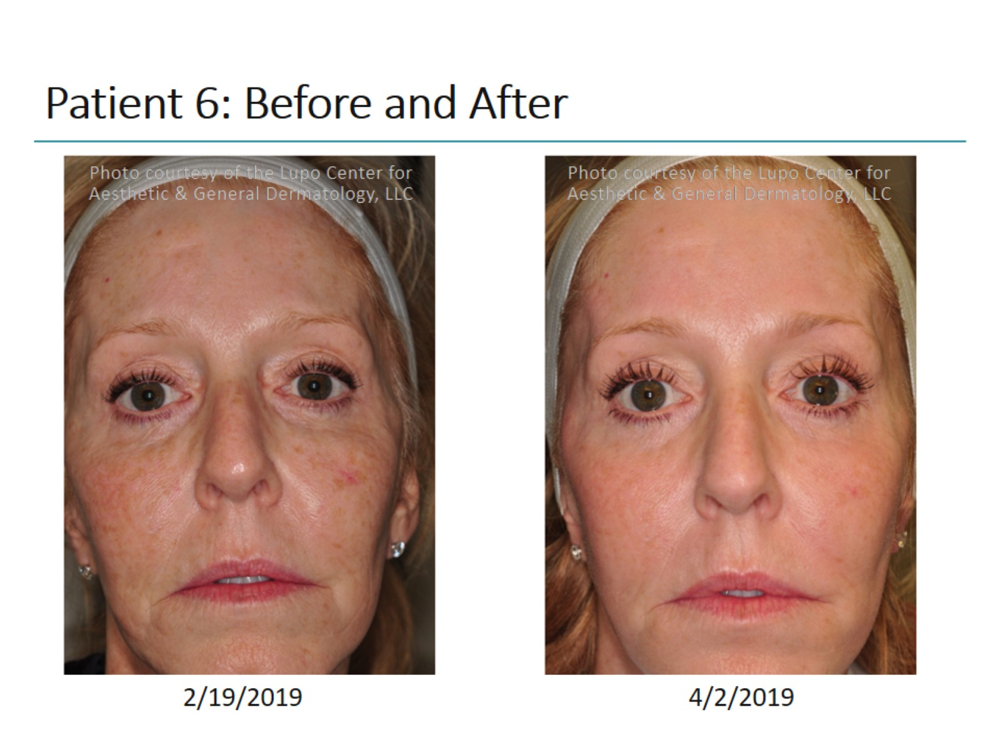 Patient 6: Before and After
Photo courtesy of the Lupo Center for
Aesthetic & General Dermatology, LLC
Photo courtesy of the Lupo Center for
Aesthetic & General Dermatology, LLC
2/19/2019
4/2/2019